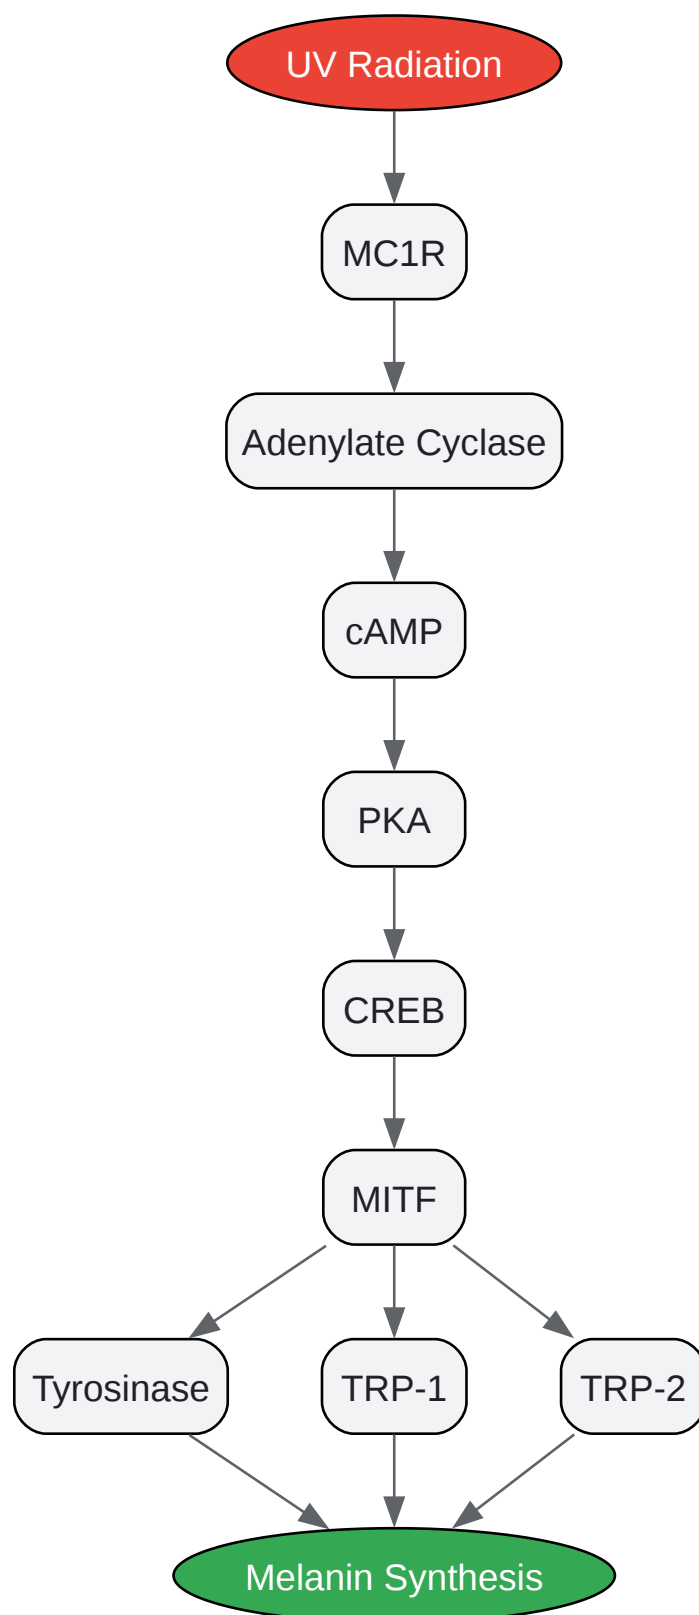 UV Radiation
MC1R
Adenylate Cyclase
cAMP
PKA
CREB
MITF
Tyrosinase
TRP-1
TRP-2
Melanin Synthesis